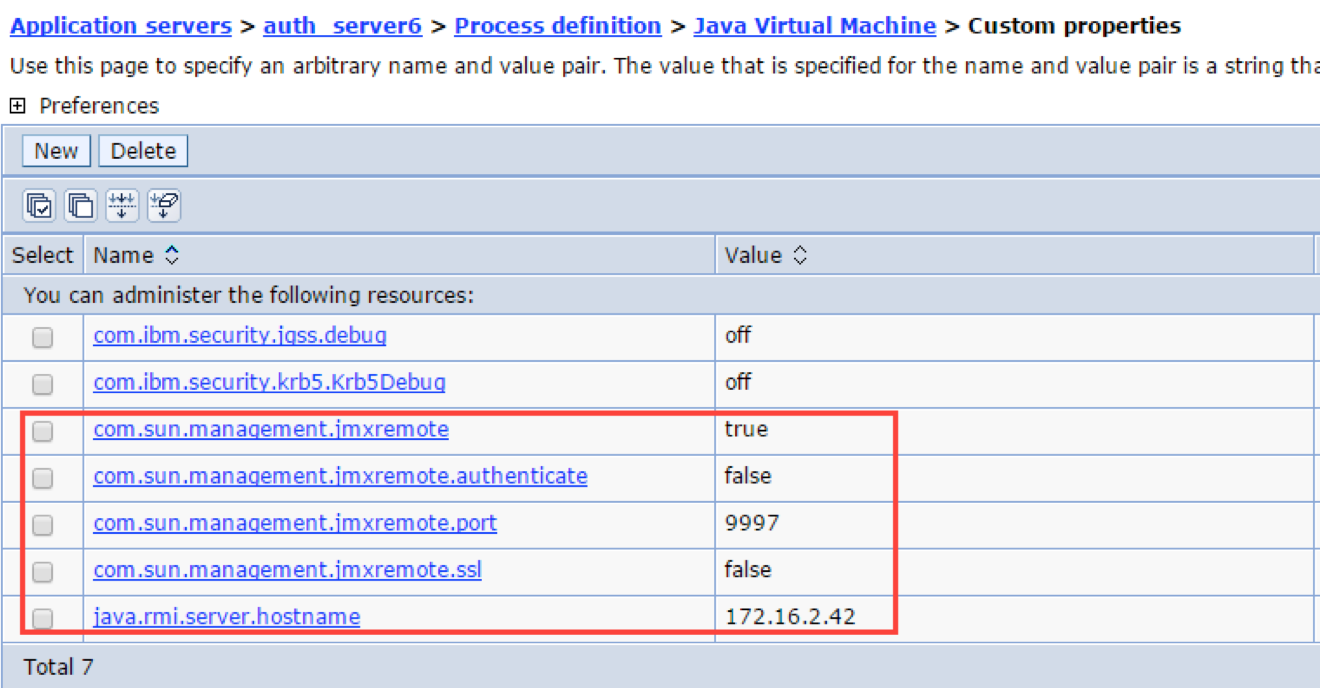 Application servers > auth_server6 > Process definition > Java Virtual Machine > Custom properties
Use this page to specify an arbitrary name and value pair. The value that is specified for the name and value pair is a string tha
Preferences
New Delete
Select Name Value
You can administer the following resources:
com.ibm.security.jgss.debug off
com.ibm.security.krb5.Krb5Debug off
com.sun.management.jmxremote true
com.sun.management.jmxremote.authenticate false
com.sun.management.jmxremote.port 9997
com.sun.management.jmxremote.ssl false
java.rmi.server.hostname 172.16.2.42
Total 7